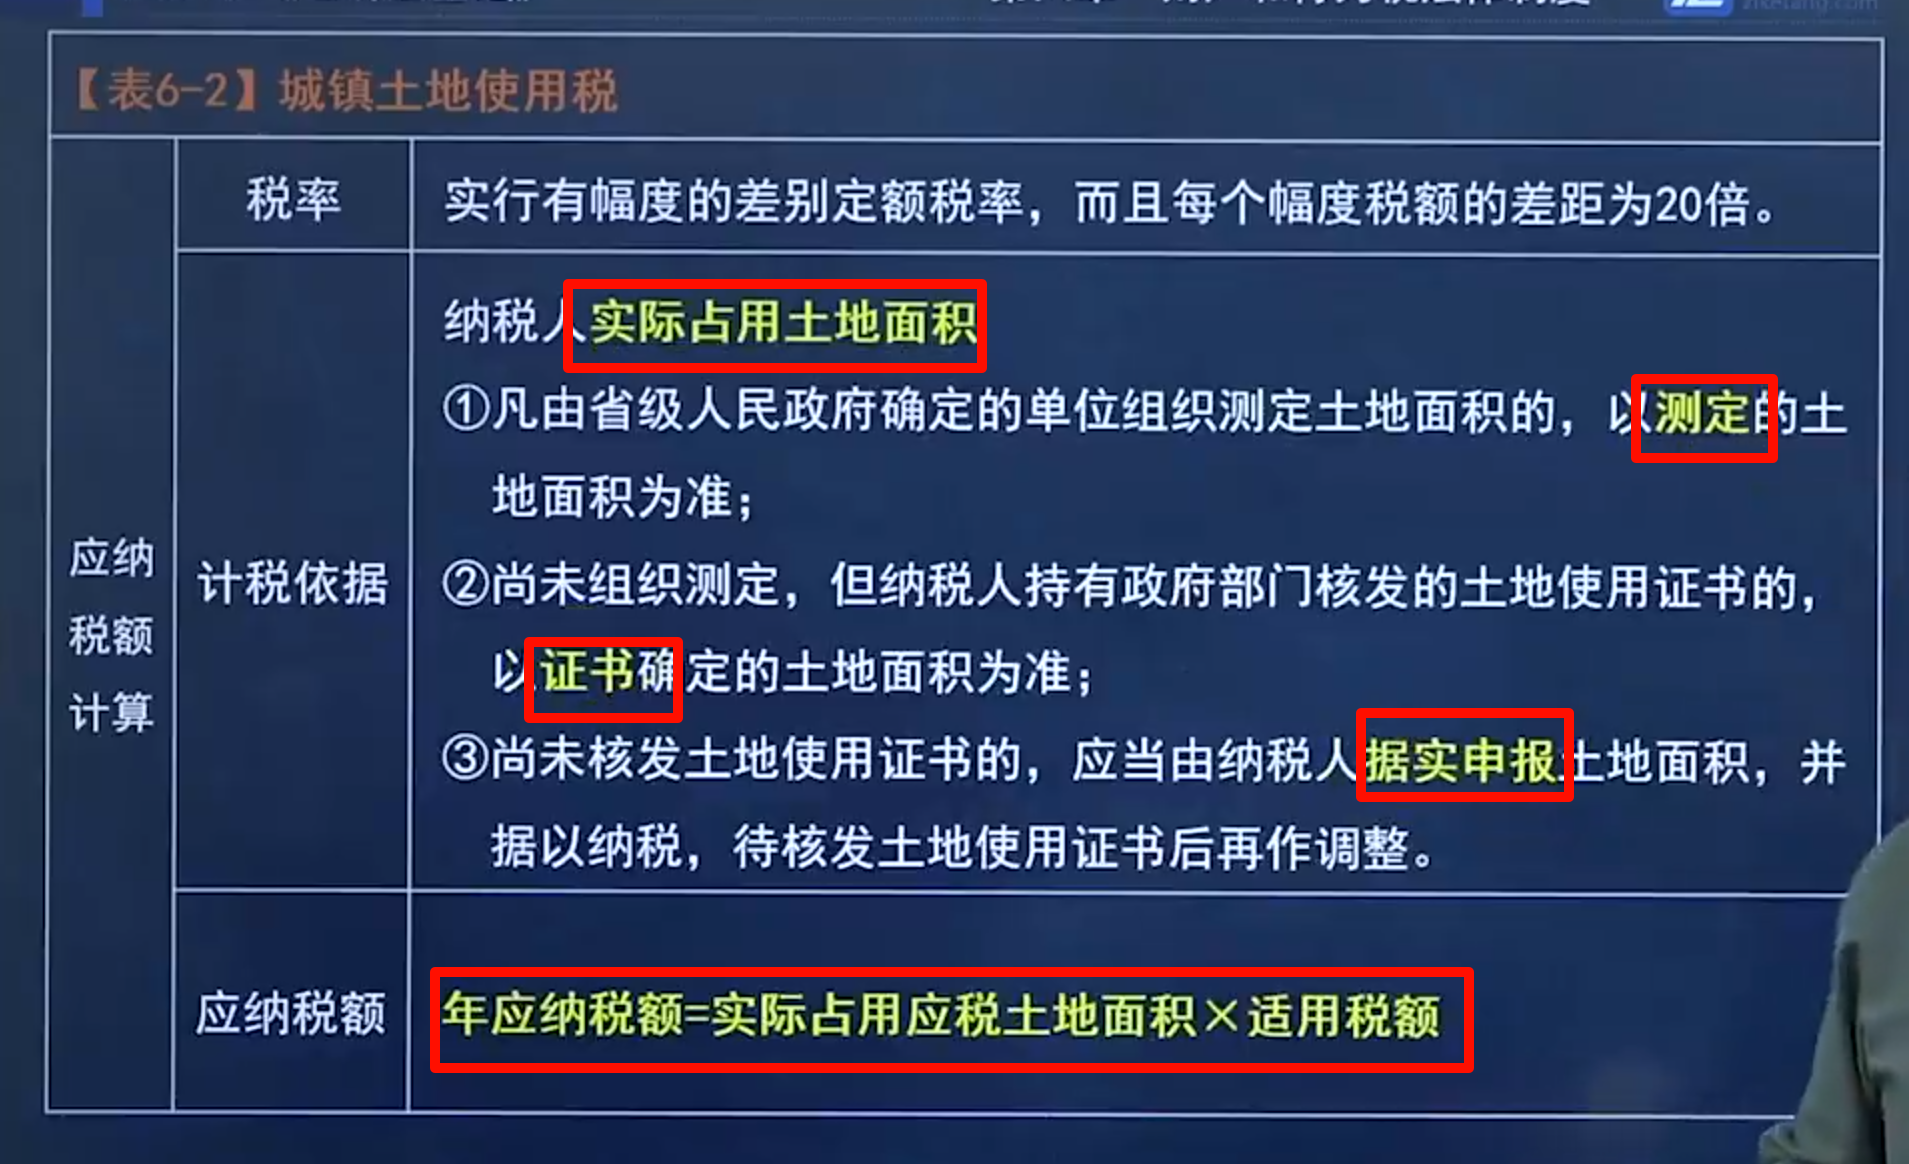 【表6-2】城镇土地使用税
税率
实行有幅度的差别定额税率，而且每个幅度税额的差距为20倍。
应纳
税额
计算
计税依据
纳税人实际占用土地面积
①凡由省级人民政府确定的单位组织测定土地面积的，以测定的土
地面积为准；
②尚未组织测定，但纳税人持有政府部门核发的土地使用证书的，
以证书确定的土地面积为准；
③尚未核发土地使用证书的，应当由纳税人据实申报土地面积，并
据以纳税，待核发土地使用证书后再作调整。
应纳税额
年应纳税额=实际占用应税土地面积×适用税额